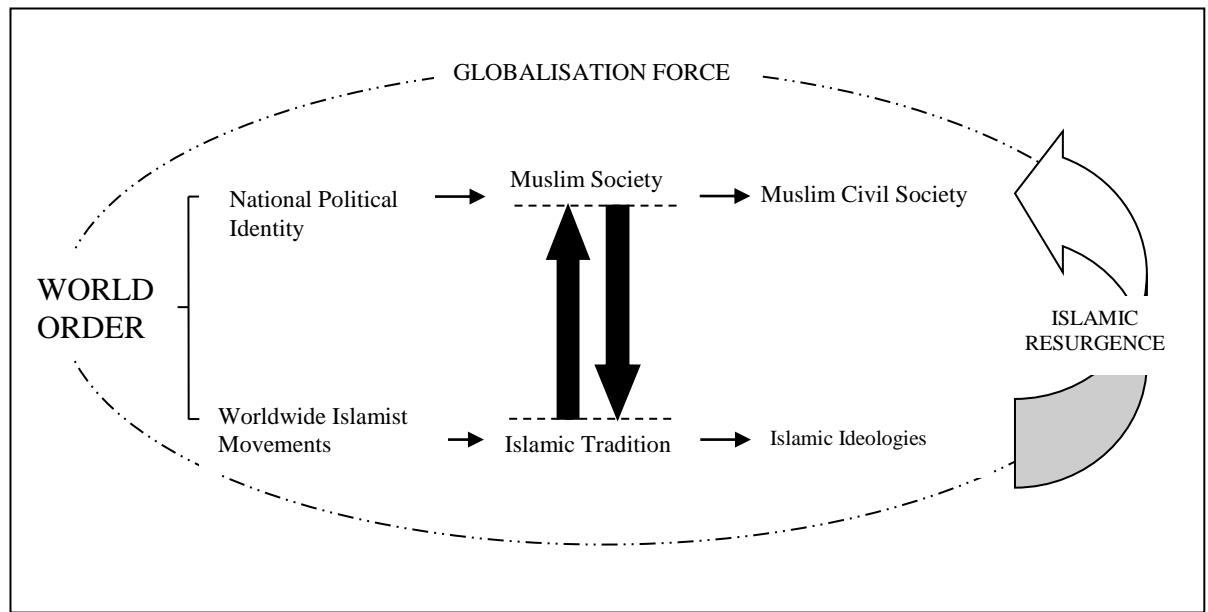 GLOBALISATION FORCE
National Political
Identity
Muslim Society
Muslim Civil Society
WORLD
ORDER
ISLAMIC
RESURGENCE
Worldwide Islamist
Movements
Islamic Tradition
Islamic Ideologies